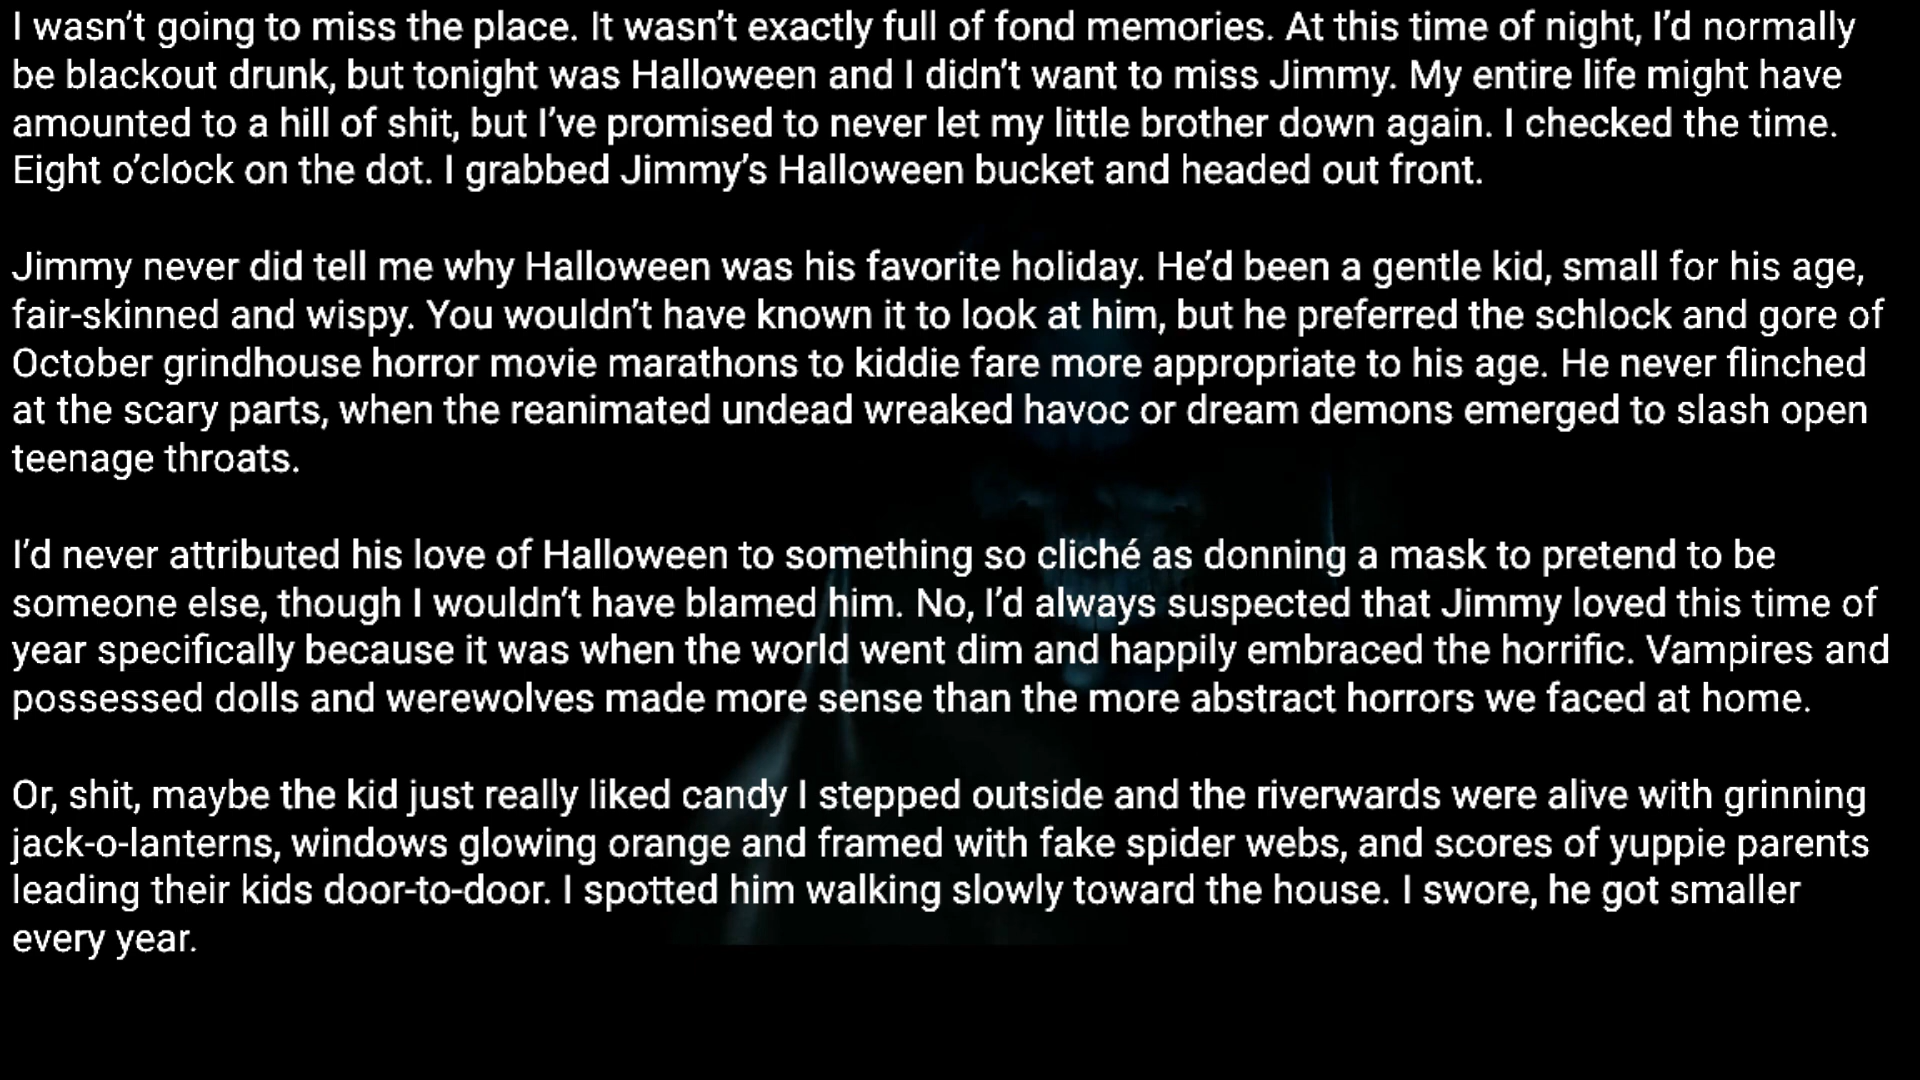 I wasn’t going to miss the place. It wasn’t exactly full of fond memories. At this time of night, I’d normally
be blackout drunk, but tonight was Halloween and I didn’t want to miss Jimmy. My entire life might have
amounted to a hill of shit, but I’ve promised to never let my little brother down again. I checked the time.
Eight o’clock on the dot. I grabbed Jimmy’s Halloween bucket and headed out front.

Jimmy never did tell me why Halloween was his favorite holiday. He’d been a gentle kid, small for his age,
fair-skinned and wispy. You wouldn’t have known it to look at him, but he preferred the schlock and gore of
October grindhouse horror movie marathons to kiddie fare more appropriate to his age. He never flinched
at the scary parts, when the reanimated undead wreaked havoc or dream demons emerged to slash open
teenage throats.

I’d never attributed his love of Halloween to something so cliché as donning a mask to pretend to be
someone else, though I wouldn’t have blamed him. No, I’d always suspected that Jimmy loved this time of
year specifically because it was when the world went dim and happily embraced the horrific. Vampires and
possessed dolls and werewolves made more sense than the more abstract horrors we faced at home.

Or, shit, maybe the kid just really liked candy I stepped outside and the riverwards were alive with grinning
jack-o-lanterns, windows glowing orange and framed with fake spider webs, and scores of yuppie parents
leading their kids door-to-door. I spotted him walking slowly toward the house. I swore, he got smaller
every year.